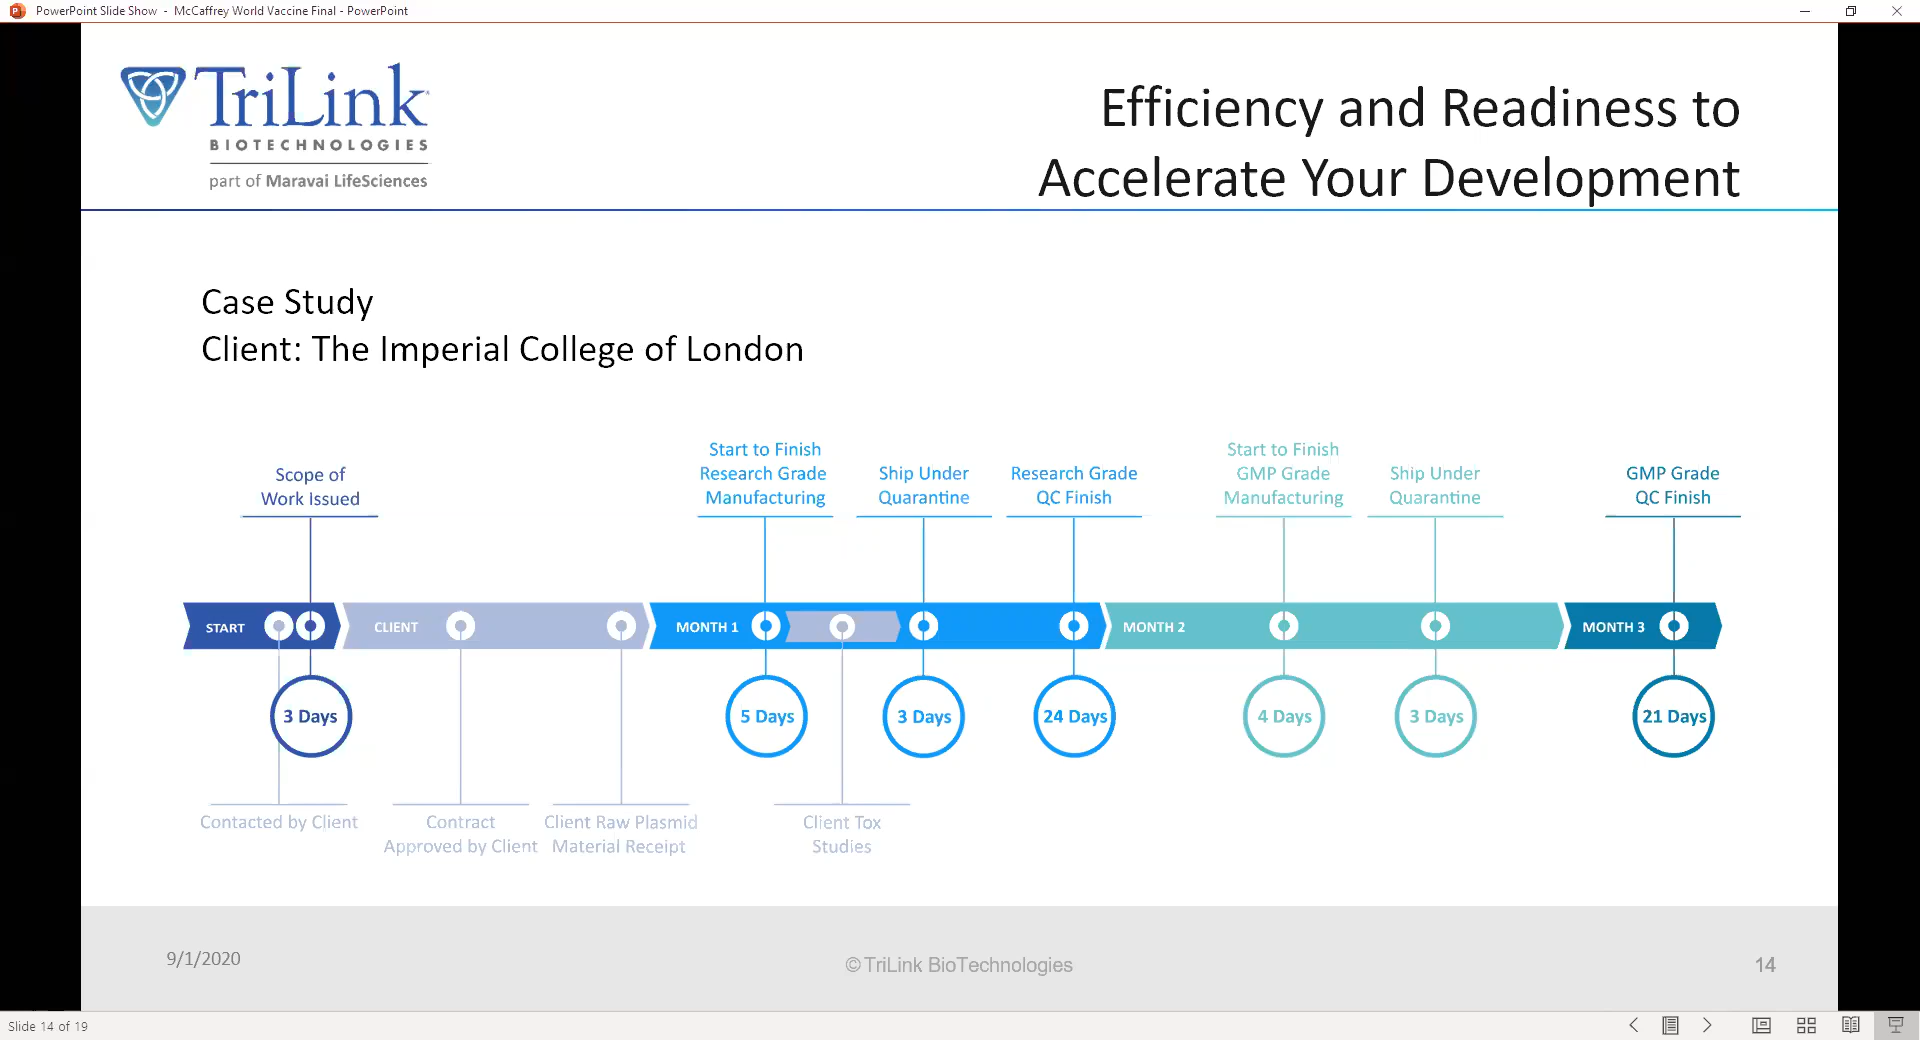 PowerPoint Slide Show - McCaffrey World Vaccine Final - PowerPoint
TriLink
BIOTECHNOLOGIES
part of Maravai LifeSciences
Efficiency and Readiness to
Accelerate Your Development
Case Study
Client: The Imperial College of London
Scope of
Work Issued
Start to Finish
Research Grade
Manufacturing
Ship Under
Quarantine
Research Grade
QC Finish
Start to Finish
GMP Grade
Manufacturing
Ship Under
Quarantine
GMP Grade
QC Finish
START
CLIENT
MONTH 1
MONTH 2
MONTH 3
3 Days
5 Days
3 Days
24 Days
4 Days
3 Days
21 Days
Contacted by Client
Contract
Approved by Client
Client Raw Plasmid
Material Receipt
Client Tox
Studies
9/1/2020
© TriLink BioTechnologies
14
Slide 14 of 19